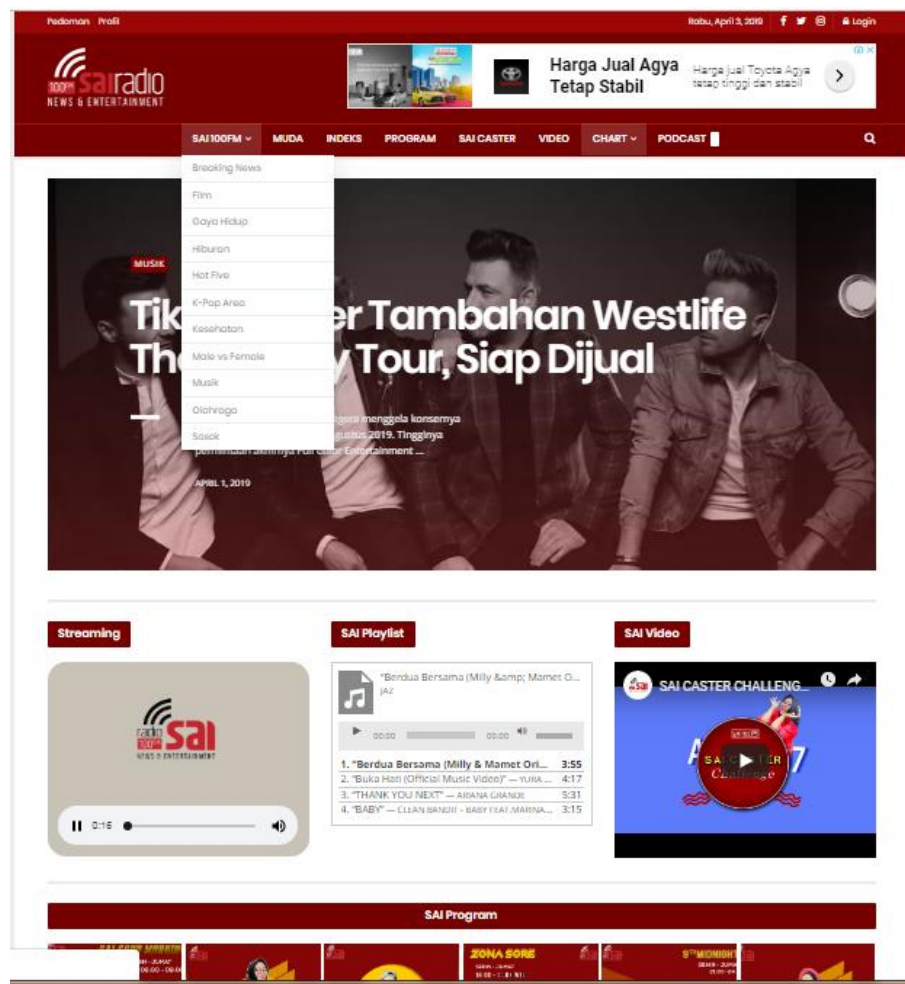 Pedoman Profil
Rabu, April 3, 2019
Login
100FM sai radio
NEWS & ENTERTAINMENT
Harga Jual Agya
Tetap Stabil
Harga jual Toyota Agya
tetap tinggi dan stabil
SAI 100FM MUDA INDEKS PROGRAM SAI CASTER VIDEO CHART PODCAST
Breaking News
Film
Gaya Hidup
Hiburan
Hot Five
K-Pop Area
Kesehatan
Male vs Female
Musik
Olahraga
Sosok
MUSIK
Tik er Tambahan Westlife
The y Tour, Siap Dijual
menggela konsernya
2019. Tingginya
permintaan akhirnya Full Color Entertainment ...
APRIL 1, 2019
Streaming
radio 100FM sai
NEWS & ENTERTAINMENT
0:16
SAI Playlist
"Berdua Bersama (Milly &amp; Mamet O...
JAZ
00:00 00:00
1. "Berdua Bersama (Milly & Mamet Ori... 3:55
2. "Buka Hati (Official Music Video)" — YURA ... 4:17
3. "THANK YOU NEXT" — ARIANA GRANDE 5:31
4. "BABY" — CLEAN BANDIT - BABY FEAT.MARINA... 3:15
SAI Video
SAI CASTER CHALLENG...
SAI CASTER
Challenge
SAI Program
ZONA SORE